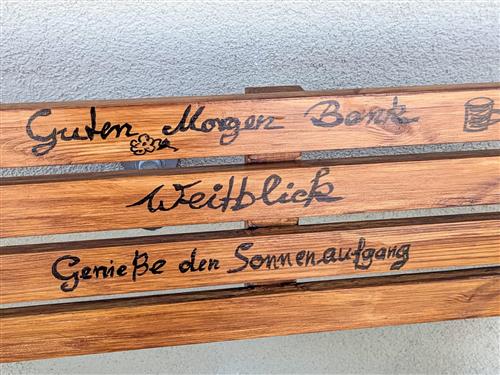 Guten Morgen Bank
Weitblick
Genieße den Sonnenaufgang